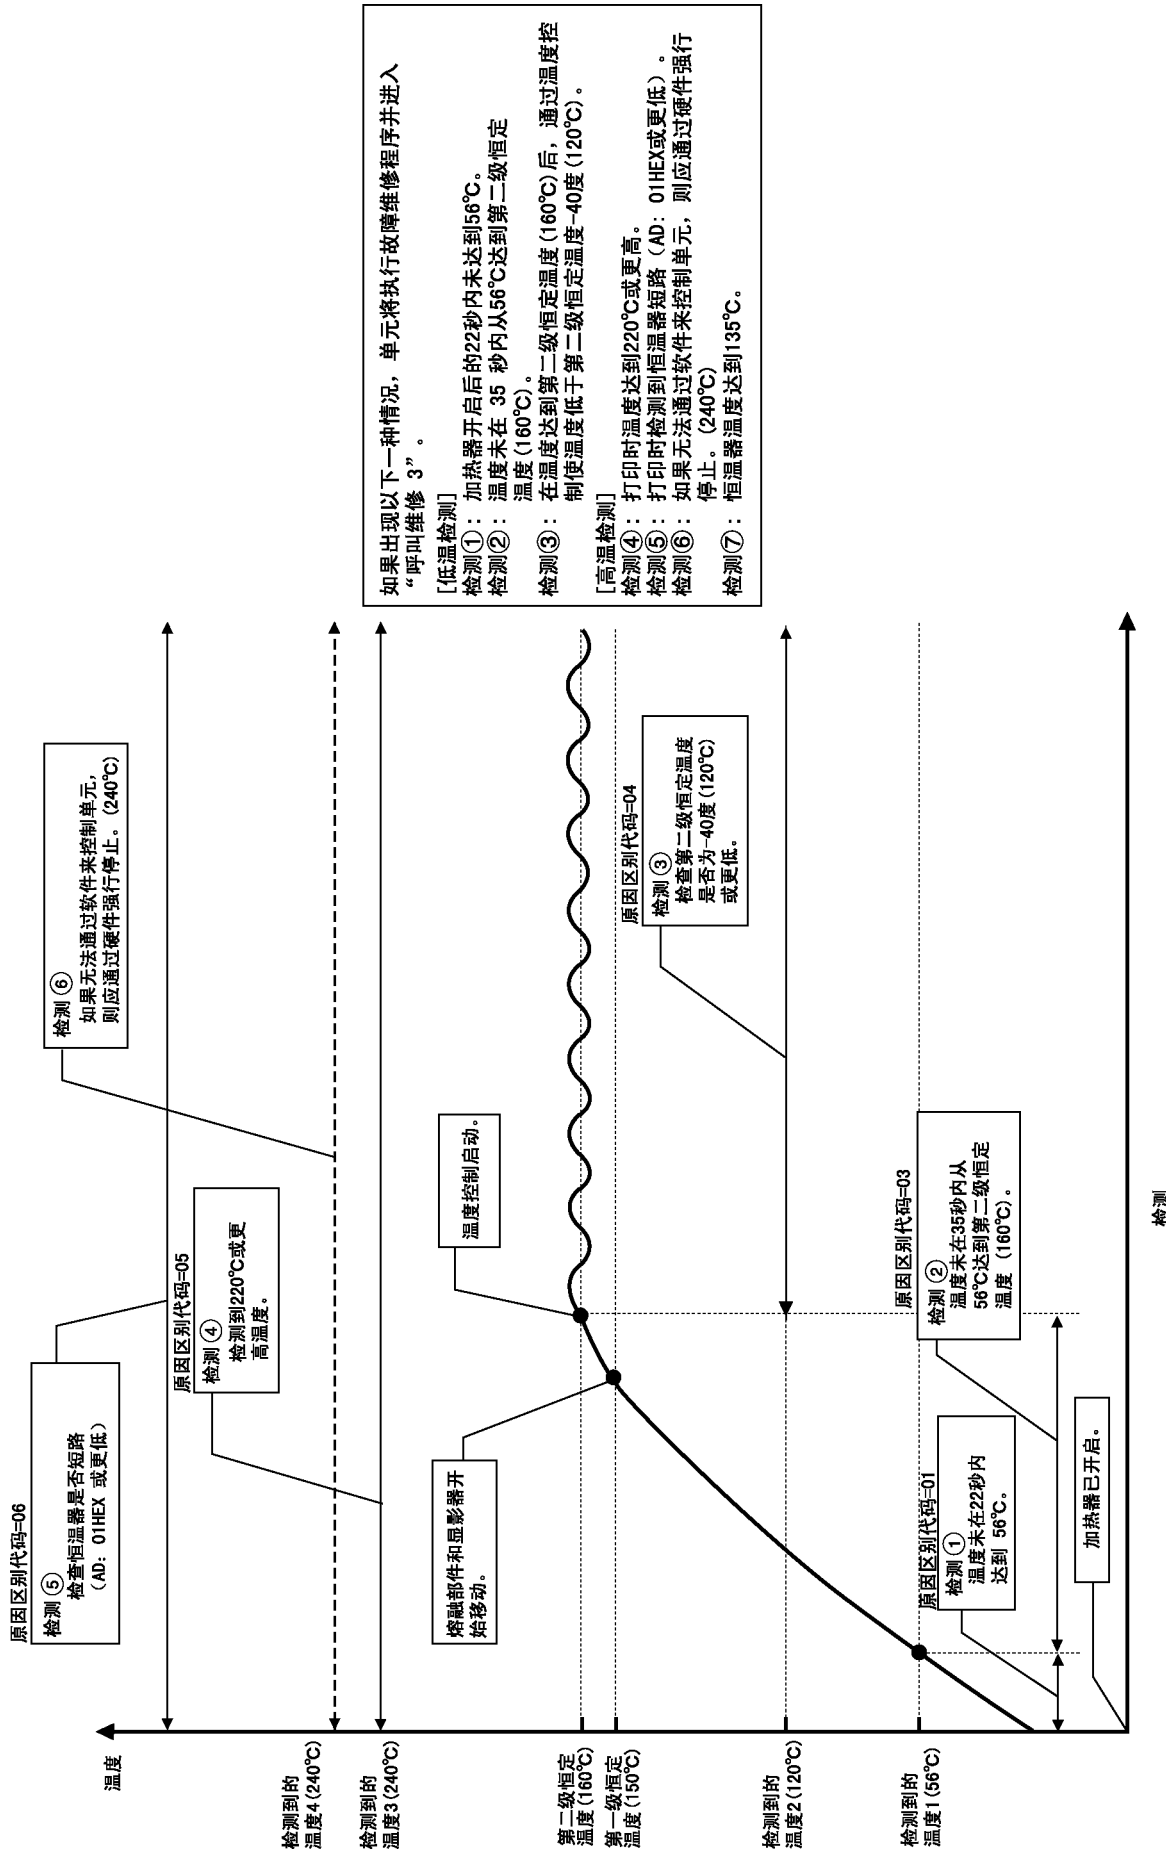 原因区别代码=06
检测⑤
检查恒温器是否短路
(AD: 01HEX 或更低)
检测⑥
如果无法通过软件来控制单元,
则应通过硬件强行停止。(240℃)
温度
原因区别代码=05
检测④
检测到220℃或更
高温度。
检测到的
温度4(240℃)
检测到的
温度3(240℃)
熔融部件和显影器开
始移动。
温度控制启动。
第二级恒定
温度(160℃)
第一级恒定
温度(150℃)
原因区别代码=04
检测③
检查第二级恒定温度
是否为-40度(120℃)
或更低。
检测到的
温度2(120℃)
原因区别代码=03
检测②
温度未在35秒内从
56℃达到第二级恒定
温度 (160℃)。
检测到的
温度1(56℃)
原因区别代码=01
检测①
温度未在22秒内
达到 56℃。
加热器已开启。
检测
如果出现以下一种情况，单元将执行故障维修程序并进入
“呼叫维修 3”。
[低温检测]
检测①: 加热器开启后的22秒内未达到56℃。
检测②: 温度未在 35 秒内从56℃达到第二级恒定
温度(160℃)。
检测③: 在温度达到第二级恒定温度(160℃)后，通过温度控
制使温度低于第二级恒定温度-40度(120℃)。
[高温检测]
检测④: 打印时温度达到220℃或更高。
检测⑤: 打印时检测到恒温器短路（AD: 01HEX或更低）。
检测⑥: 如果无法通过软件来控制单元，则应通过硬件强行
停止。(240℃)
检测⑦: 恒温器温度达到135℃。